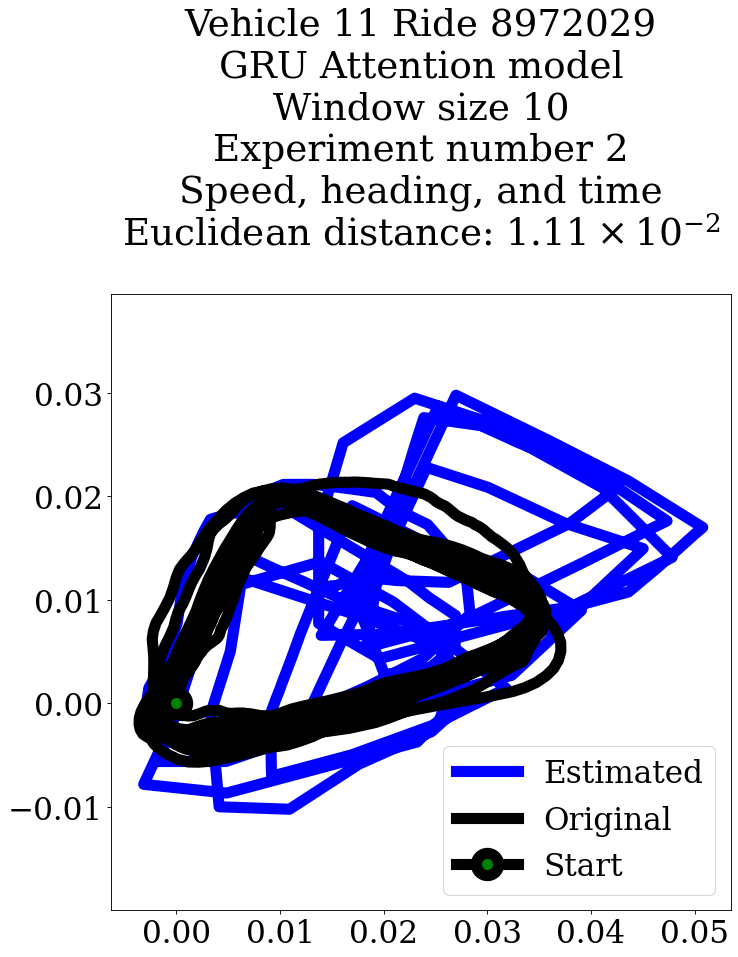 Vehicle 11 Ride 8972029
GRU Attention model
Window size 10
Experiment number 2
Speed, heading, and time
Euclidean distance: 1.11 × 10⁻²
0.03
0.02
0.01
0.00
−0.01
Estimated
Original
Start
0.00 0.01 0.02 0.03 0.04 0.05